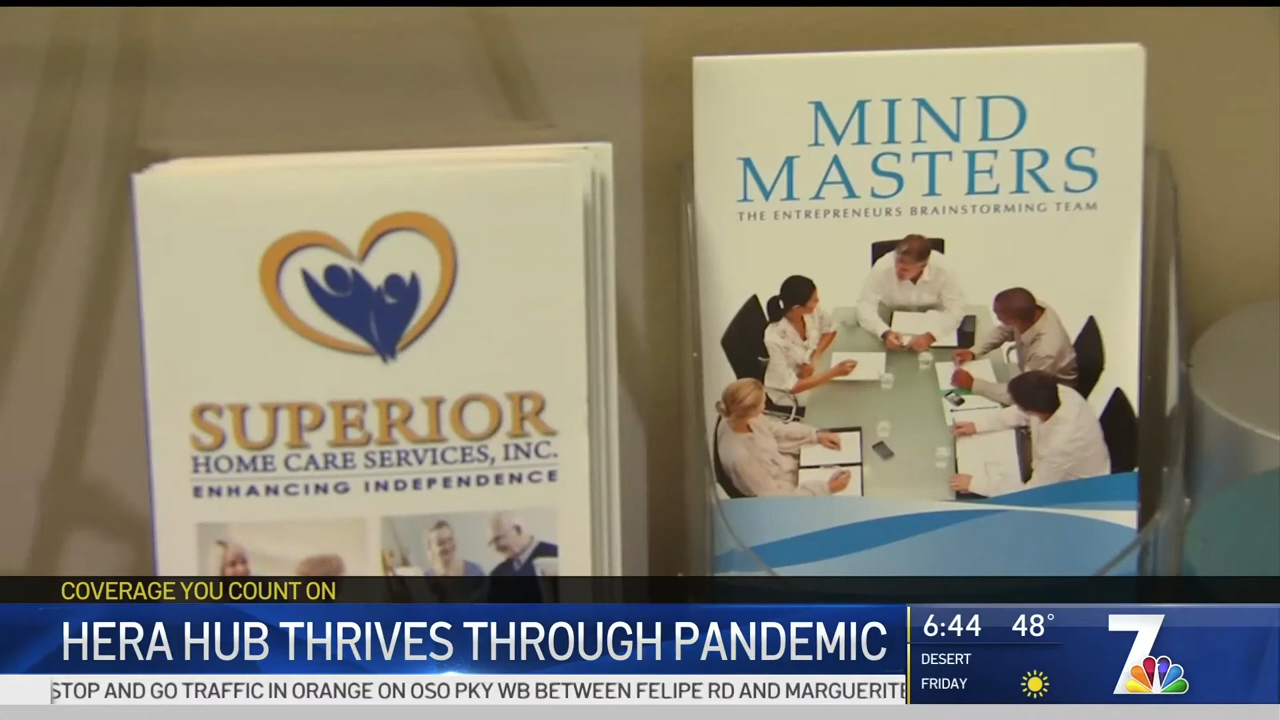 MIND
MASTERS
THE ENTREPRENEURS BRAINSTORMING TEAM
SUPERIOR
HOME CARE SERVICES, INC.
ENHANCING INDEPENDENCE
COVERAGE YOU COUNT ON
HERA HUB THRIVES THROUGH PANDEMIC
6:44 48°
DESERT
FRIDAY
7
STOP AND GO TRAFFIC IN ORANGE ON OSO PKY WB BETWEEN FELIPE RD AND MARGUERITE